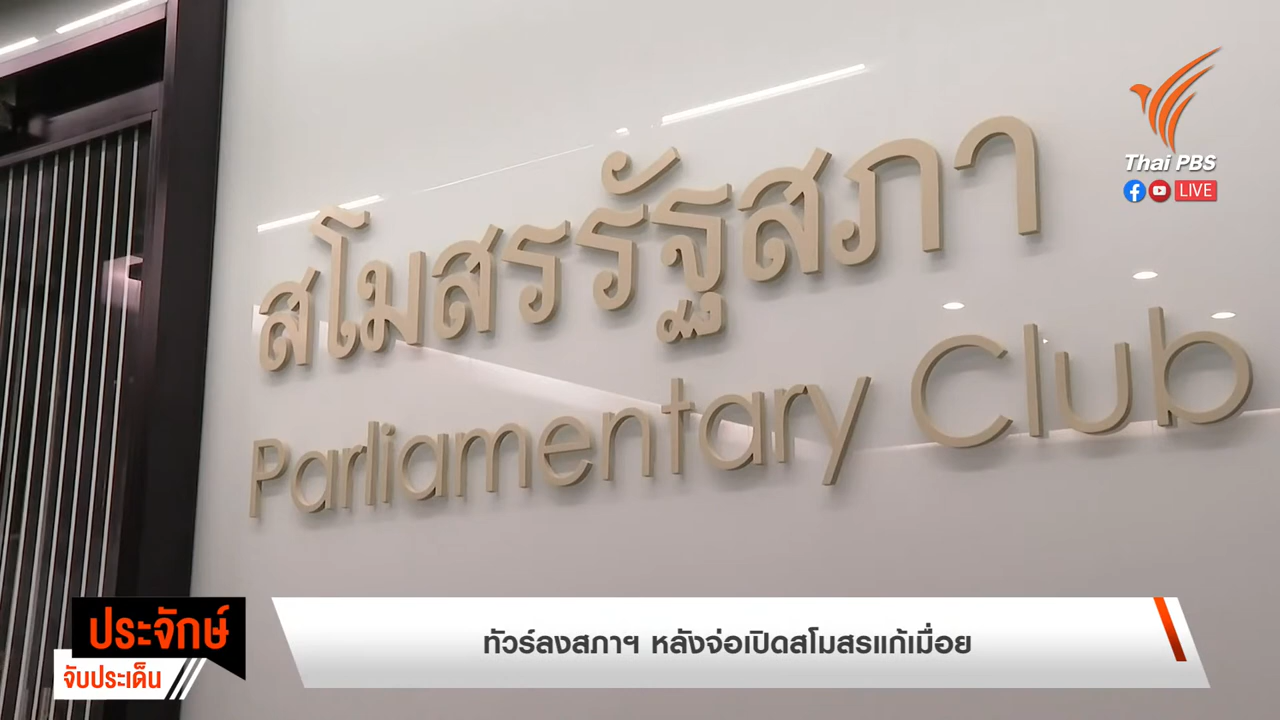 Thai PBS
LIVE
สโมสรรัฐสภา
Parliamentary Club
ประจักษ์
จับประเด็น
ทัวร์ลงสภาฯ หลังจ่อเปิดสโมสรแก้เมื่อย